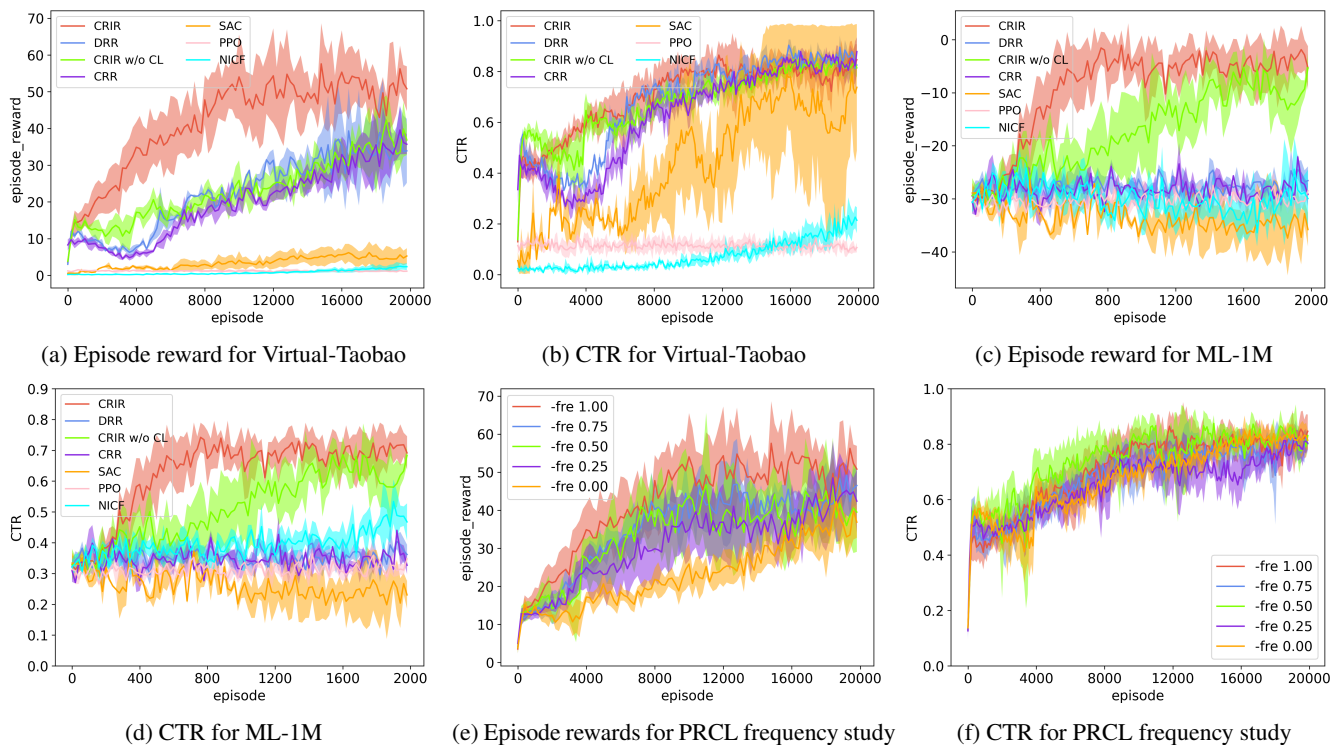 70
60
50
40
30
20
10
0
episode_reward
CRIR
DRR
CRIR w/o CL
CRR
SAC
PPO
NICF
0
4000
8000
12000
16000
20000
episode
(a) Episode reward for Virtual-Taobao
1.0
0.8
0.6
0.4
0.2
0.0
CTR
CRIR
DRR
CRIR w/o CL
CRR
SAC
PPO
NICF
0
4000
8000
12000
16000
20000
episode
(b) CTR for Virtual-Taobao
0
−10
−20
−30
−40
episode_reward
CRIR
DRR
CRIR w/o CL
CRR
SAC
PPO
NICF
0
400
800
1200
1600
2000
episode
(c) Episode reward for ML-1M
0.9
0.8
0.7
0.6
0.5
0.4
0.3
0.2
0.1
0.0
CTR
CRIR
DRR
CRIR w/o CL
CRR
SAC
PPO
NICF
0
400
800
1200
1600
2000
episode
(d) CTR for ML-1M
70
60
50
40
30
20
10
0
episode_reward
-fre 1.00
-fre 0.75
-fre 0.50
-fre 0.25
-fre 0.00
0
4000
8000
12000
16000
20000
episode
(e) Episode rewards for PRCL frequency study
1.0
0.8
0.6
0.4
0.2
0.0
CTR
-fre 1.00
-fre 0.75
-fre 0.50
-fre 0.25
-fre 0.00
0
4000
8000
12000
16000
20000
episode
(f) CTR for PRCL frequency study